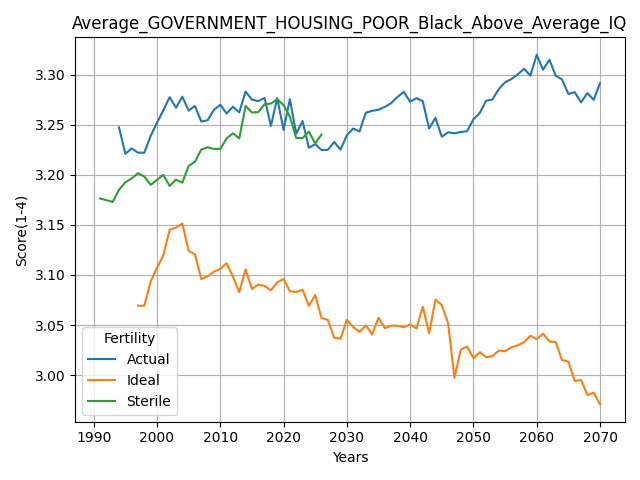 Average_GOVERNMENT_HOUSING_POOR_Black_Above_Average_IQ
3.30
3.25
3.20
3.15
3.10
3.05
3.00
Score(1-4)
Fertility
Actual
Ideal
Sterile
1990 2000 2010 2020 2030 2040 2050 2060 2070
Years